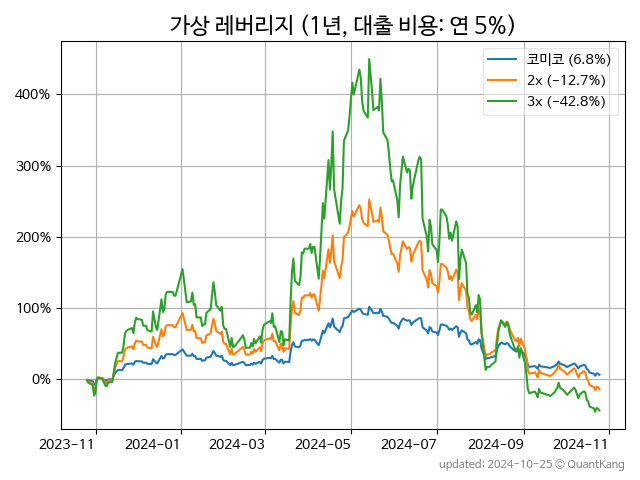 가상 레버리지 (1년, 대출 비용: 연 5%)
코미코 (6.8%)
2x (−12.7%)
3x (−42.8%)
400%
300%
200%
100%
0%
2023−11 2024−01 2024−03 2024−05 2024−07 2024−09 2024−11
updated: 2024-10-25 © QuantKang